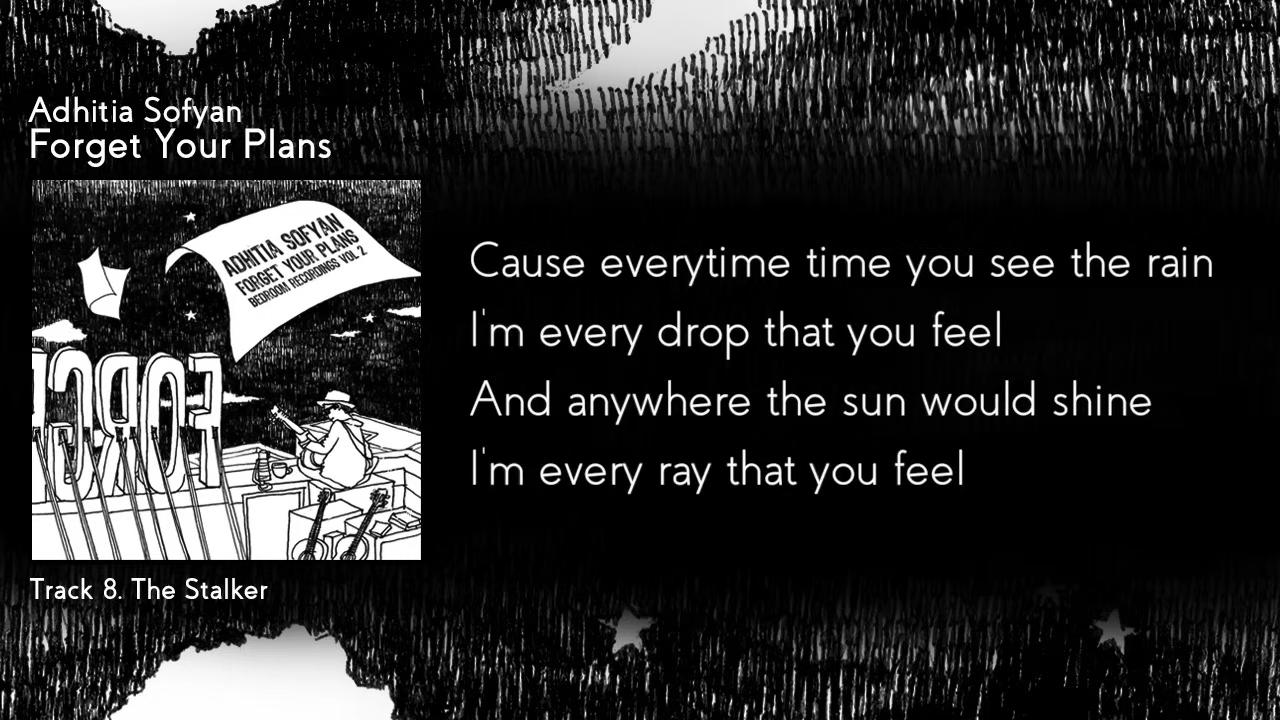 Adhitia Sofyan
Forget Your Plans
ADHITIA SOFYAN
FORGET YOUR PLANS
BEDROOM RECORDINGS VOL 2
FORGE
Track 8. The Stalker
Cause everytime time you see the rain
I'm every drop that you feel
And anywhere the sun would shine
I'm every ray that you feel